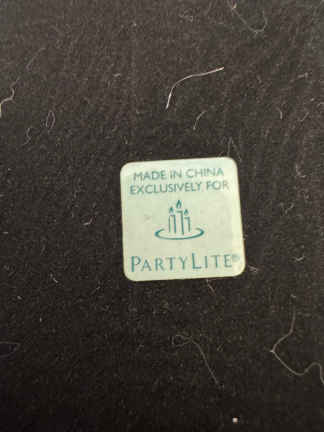 MADE IN CHINA
EXCLUSIVELY FOR
PARTYLITE®